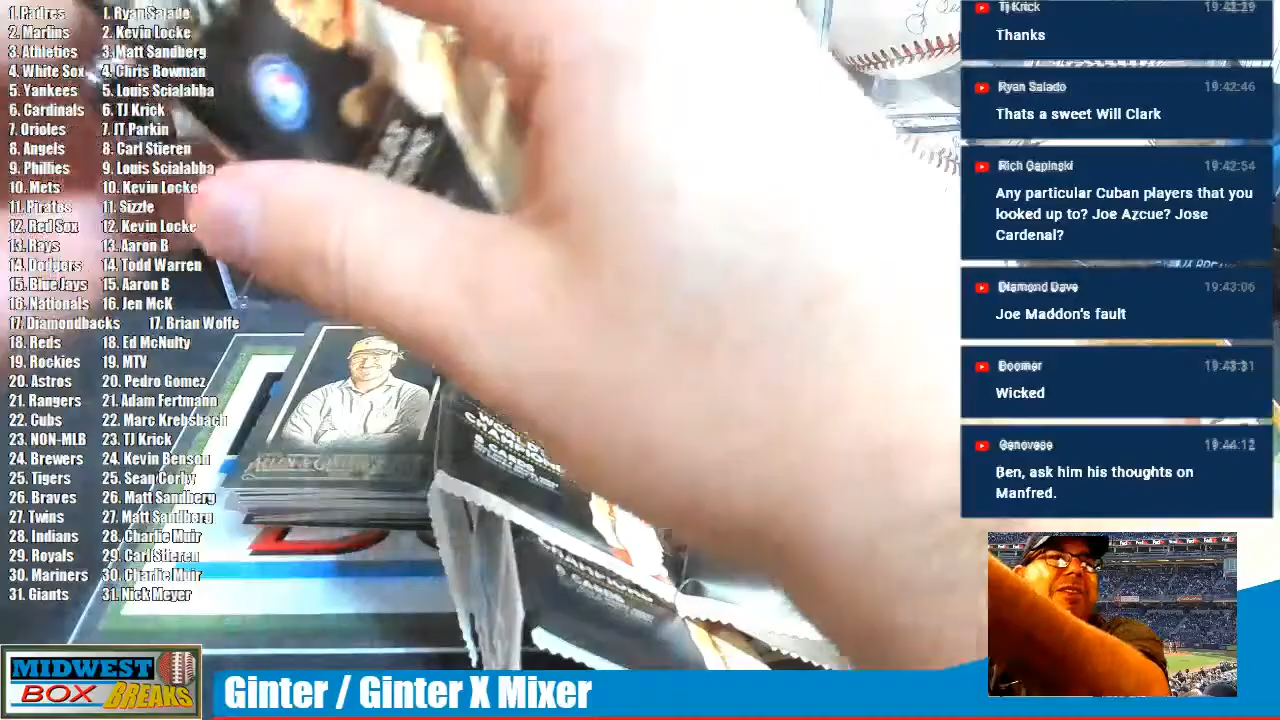 1. Padres 1. Ryan Salado
2. Marlins 2. Kevin Locke
3. Athletics 3. Matt Sandberg
4. White Sox 4. Chris Bowman
5. Yankees 5. Louis Scialabba
6. Cardinals 6. TJ Krick
7. Orioles 7. JT Parkin
8. Angels 8. Carl Stieren
9. Phillies 9. Louis Scialabba
10. Mets 10. Kevin Locke
11. Pirates 11. Sizzle
12. Red Sox 12. Kevin Locke
13. Rays 13. Aaron B
14. Dodgers 14. Todd Warren
15. Blue Jays 15. Aaron B
16. Nationals 16. Jen McK
17. Diamondbacks 17. Brian Wolfe
18. Reds 18. Ed McNulty
19. Rockies 19. MTV
20. Astros 20. Pedro Gomez
21. Rangers 21. Adam Fertmann
22. Cubs 22. Marc Krebsbach
23. NON-MLB 23. TJ Krick
24. Brewers 24. Kevin Benson
25. Tigers 25. Sean Corby
26. Braves 26. Matt Sandberg
27. Twins 27. Matt Sandberg
28. Indians 28. Charlie Muir
29. Royals 29. Carl Stieren
30. Mariners 30. Charlie Muir
31. Giants 31. Nick Meyer
Tj Krick 19:42:29
Thanks
Ryan Salado 19:42:46
Thats a sweet Will Clark
Rich Gapinski 19:42:54
Any particular Cuban players that you
looked up to? Joe Azcue? Jose
Cardenal?
Diamond Dave 19:43:06
Joe Maddon's fault
Boomer 19:43:31
Wicked
Genovese 19:44:12
Ben, ask him his thoughts on
Manfred.
MIDWEST
BOX BREAKS
Ginter / Ginter X Mixer